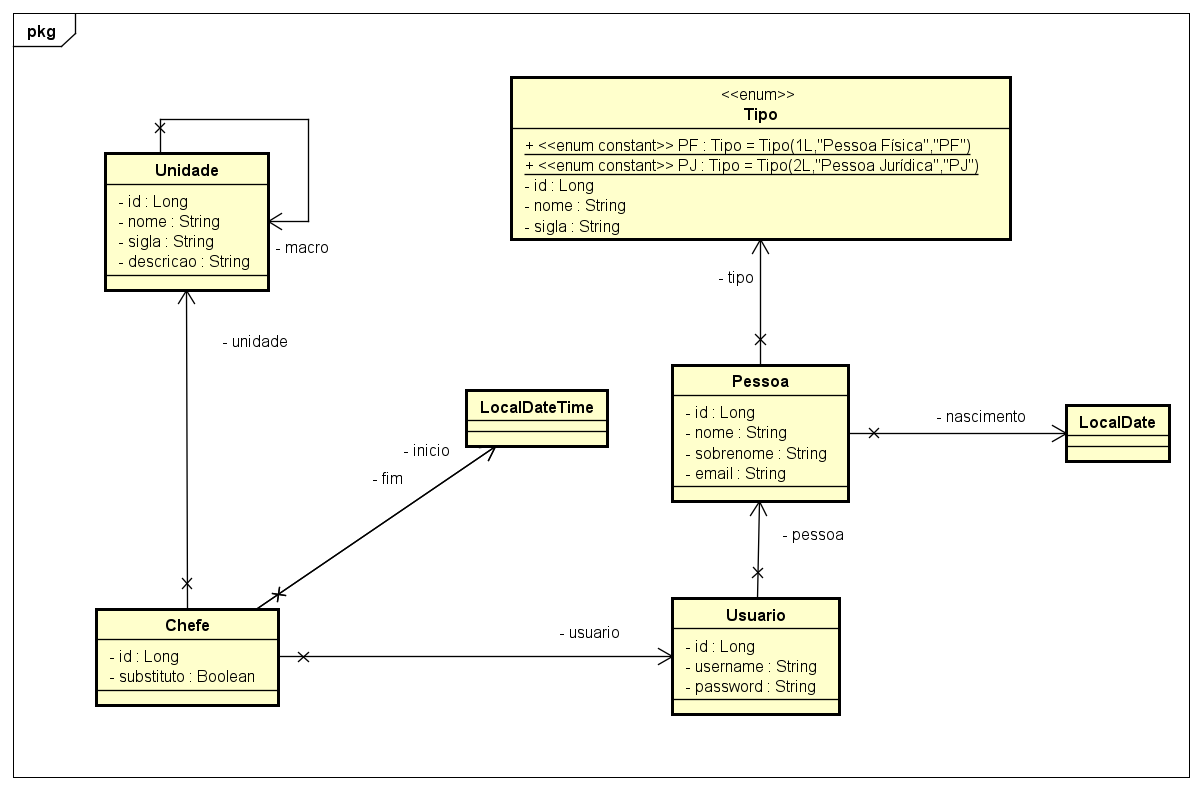 pkg
<<enum>>
Tipo
+ <<enum constant>> PF : Tipo = Tipo(1L,"Pessoa Física","PF")
+ <<enum constant>> PJ : Tipo = Tipo(2L,"Pessoa Jurídica","PJ")
- id : Long
- nome : String
- sigla : String
Unidade
- id : Long
- nome : String
- sigla : String
- descricao : String
- macro
- tipo
- unidade
Pessoa
- id : Long
- nome : String
- sobrenome : String
- email : String
- nascimento
LocalDate
LocalDateTime
- inicio
- fim
- pessoa
Chefe
- id : Long
- substituto : Boolean
- usuario
Usuario
- id : Long
- username : String
- password : String